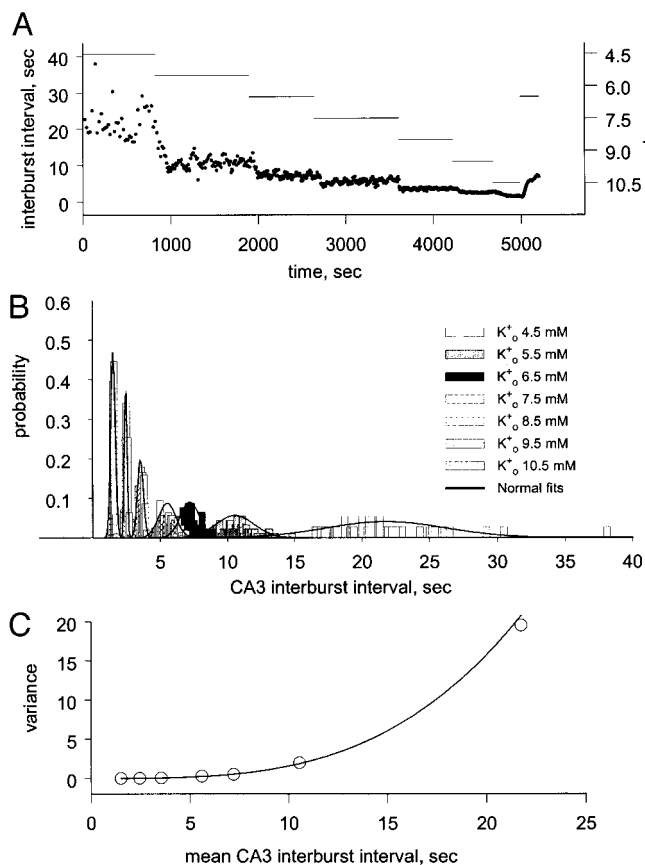 A
interburst interval, sec
40
30
20
10
0
4.5
6.0
7.5
9.0
10.5
0
1000
2000
3000
4000
5000
time, sec
B
probability
0.6
0.5
0.4
0.3
0.2
0.1
K+o 4.5 mM
K+o 5.5 mM
K+o 6.5 mM
K+o 7.5 mM
K+o 8.5 mM
K+o 9.5 mM
K+o 10.5 mM
Normal fits
5
10
15
20
25
30
35
40
CA3 interburst interval, sec
C
variance
20
15
10
5
0
0
5
10
15
20
25
mean CA3 interburst interval, sec